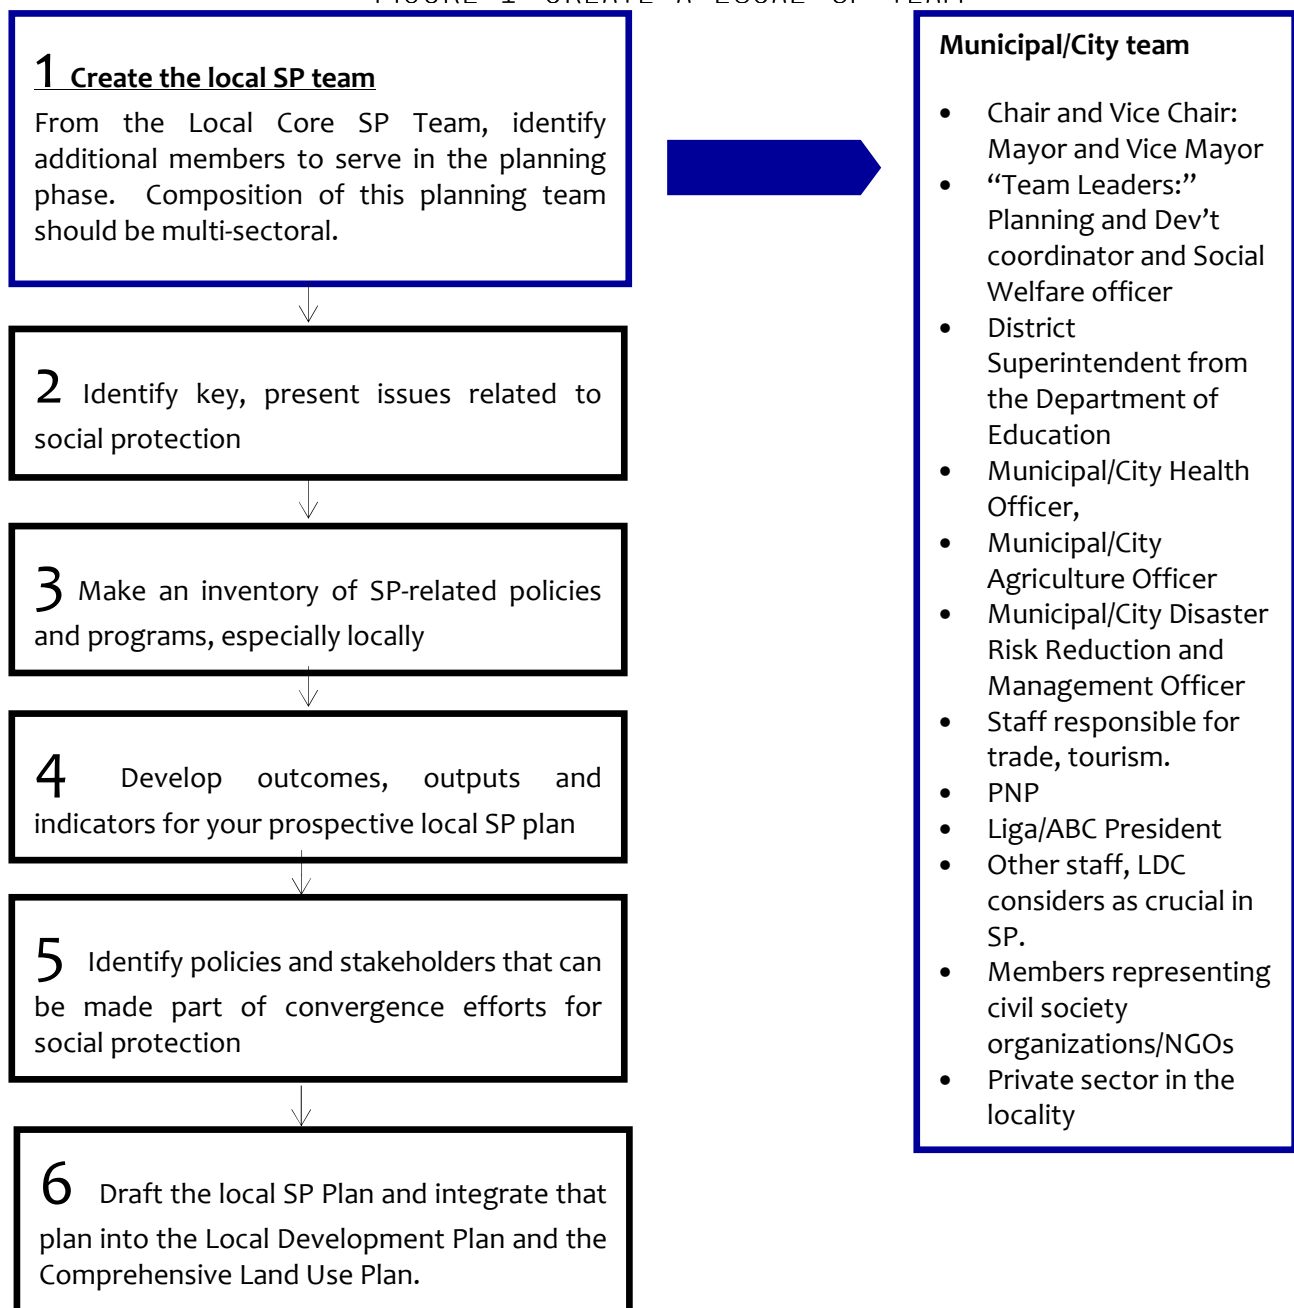 FIGURE 1 CREATE A LOCAL SP TEAM
1 Create the local SP team
From the Local Core SP Team, identify
additional members to serve in the planning
phase. Composition of this planning team
should be multi-sectoral.
2 Identify key, present issues related to
social protection
3 Make an inventory of SP-related policies
and programs, especially locally
4 Develop outcomes, outputs and
indicators for your prospective local SP plan
5 Identify policies and stakeholders that can
be made part of convergence efforts for
social protection
6 Draft the local SP Plan and integrate that
plan into the Local Development Plan and the
Comprehensive Land Use Plan.
Municipal/City team
• Chair and Vice Chair:
Mayor and Vice Mayor
• “Team Leaders:”
Planning and Dev’t
coordinator and Social
Welfare officer
• District
Superintendent from
the Department of
Education
• Municipal/City Health
Officer,
• Municipal/City
Agriculture Officer
• Municipal/City Disaster
Risk Reduction and
Management Officer
• Staff responsible for
trade, tourism.
• PNP
• Liga/ABC President
• Other staff, LDC
considers as crucial in
SP.
• Members representing
civil society
organizations/NGOs
• Private sector in the
locality